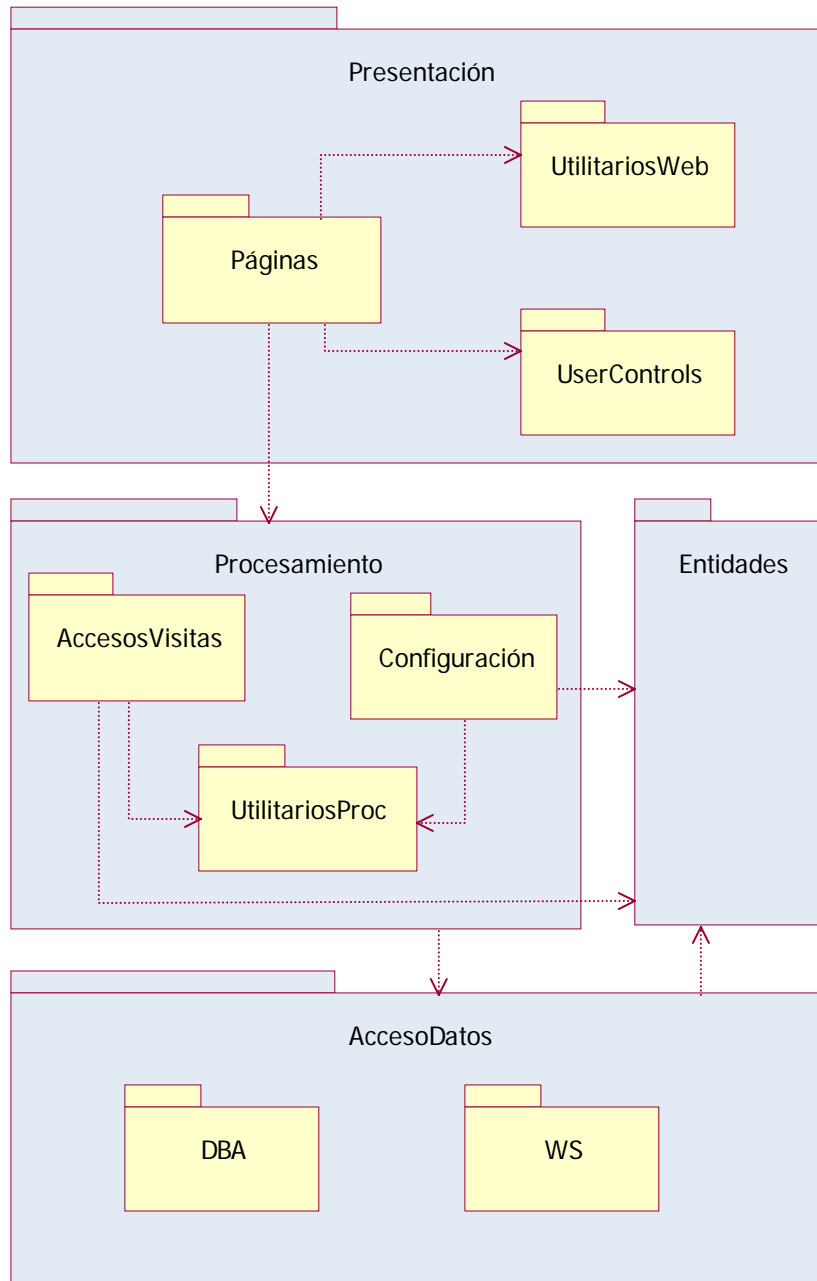 Presentación
UtilitariosWeb
Páginas
UserControls
Procesamiento
Entidades
AccesosVisitas
Configuración
UtilitariosProc
AccesoDatos
DBA
WS